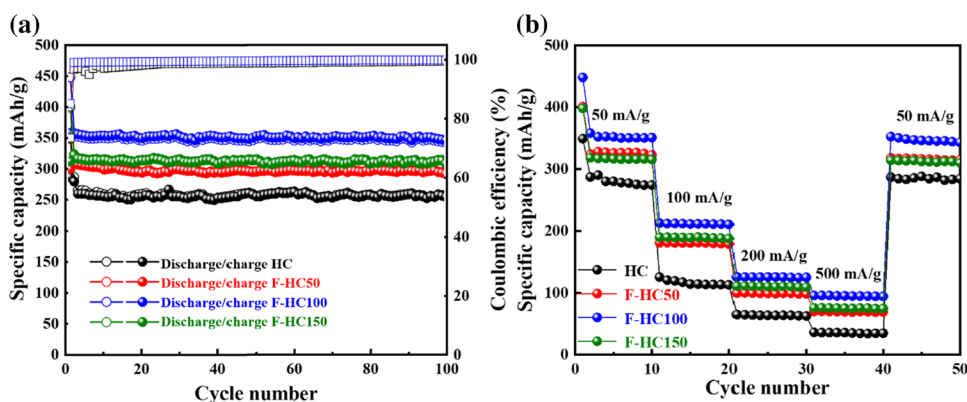 (a)
500
450
400
350
300
250
200
150
100
50
0
0 20 40 60 80 100
100
80
60
40
20
0
Specific capacity (mAh/g)
Coulombic efficiency (%)
Cycle number
Discharge/charge HC
Discharge/charge F-HC50
Discharge/charge F-HC100
Discharge/charge F-HC150
(b)
500
400
300
200
100
0
0 10 20 30 40 50
Specific capacity (mAh/g)
Cycle number
50 mA/g
100 mA/g
200 mA/g
500 mA/g
50 mA/g
HC
F-HC50
F-HC100
F-HC150